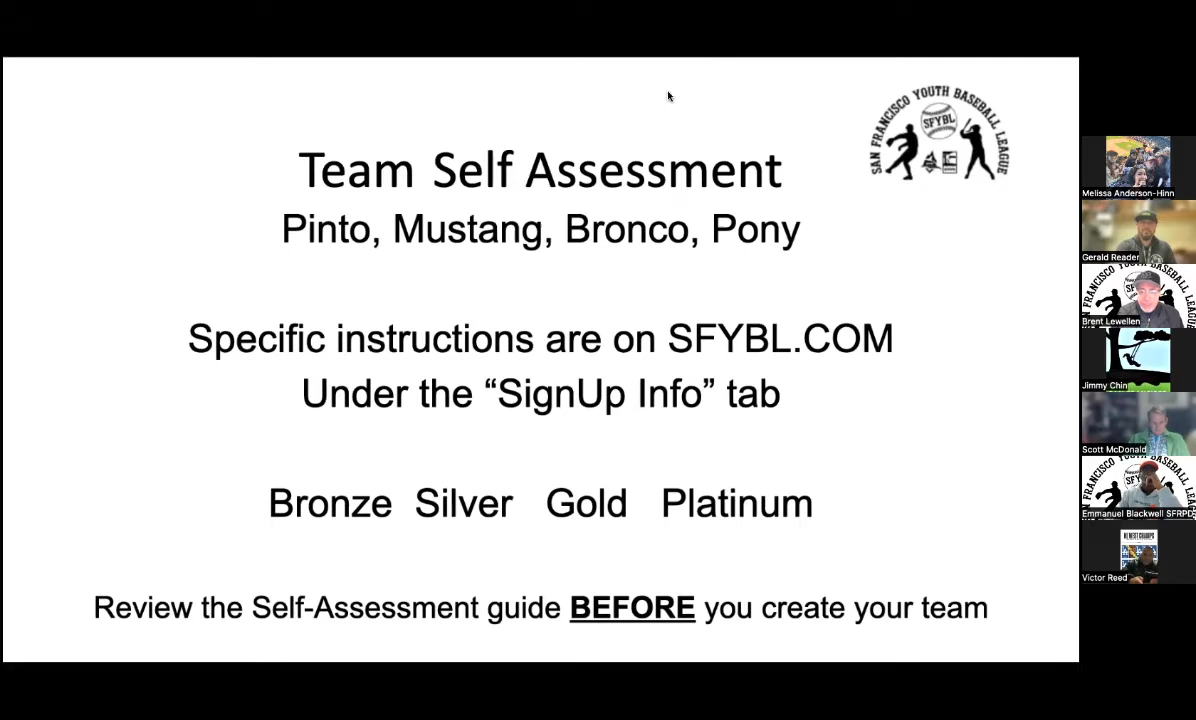 SAN FRANCISCO YOUTH BASEBALL LEAGUE
SFYBL
Team Self Assessment
Pinto, Mustang, Bronco, Pony
Specific instructions are on SFYBL.COM
Under the “SignUp Info” tab
Bronze Silver Gold Platinum
Review the Self-Assessment guide BEFORE you create your team
Melissa Anderson-Hinn
Gerald Reader
Brent Lewellen
Jimmy Chin
Scott McDonald
Emmanuel Blackwell SFRPD
Victor Reed